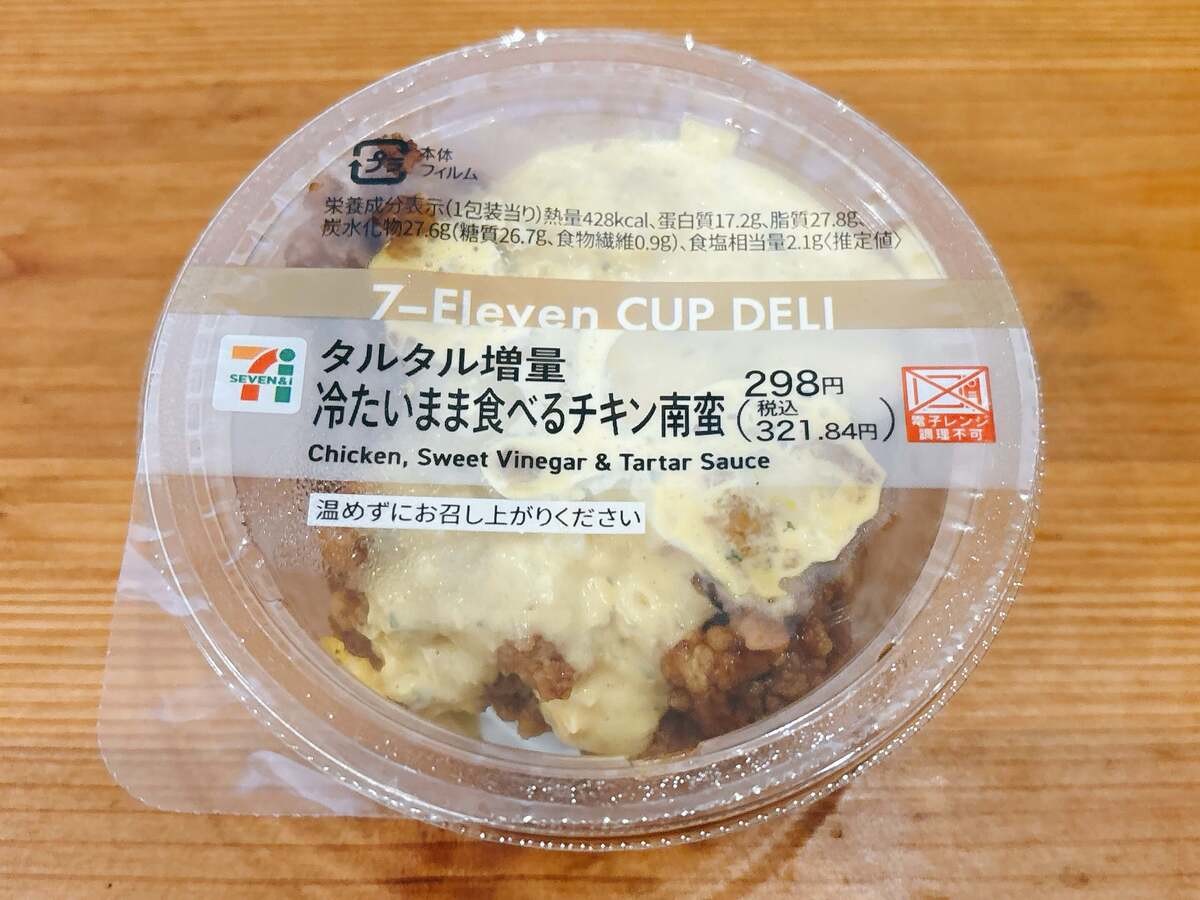 プラ 本体
フィルム
栄養成分表示(1包装当り)熱量428kcal、蛋白質17.2g、脂質27.8g、
炭水化物27.6g(糖質26.7g、食物繊維0.9g)、食塩相当量2.1g〈推定値〉
7-Eleven CUP DELI
SEVEN&i
タルタル増量
冷たいまま食べるチキン南蛮
298円
(税込
321.84円)
電子レンジ
調理不可
Chicken, Sweet Vinegar & Tartar Sauce
温めずにお召し上がりください